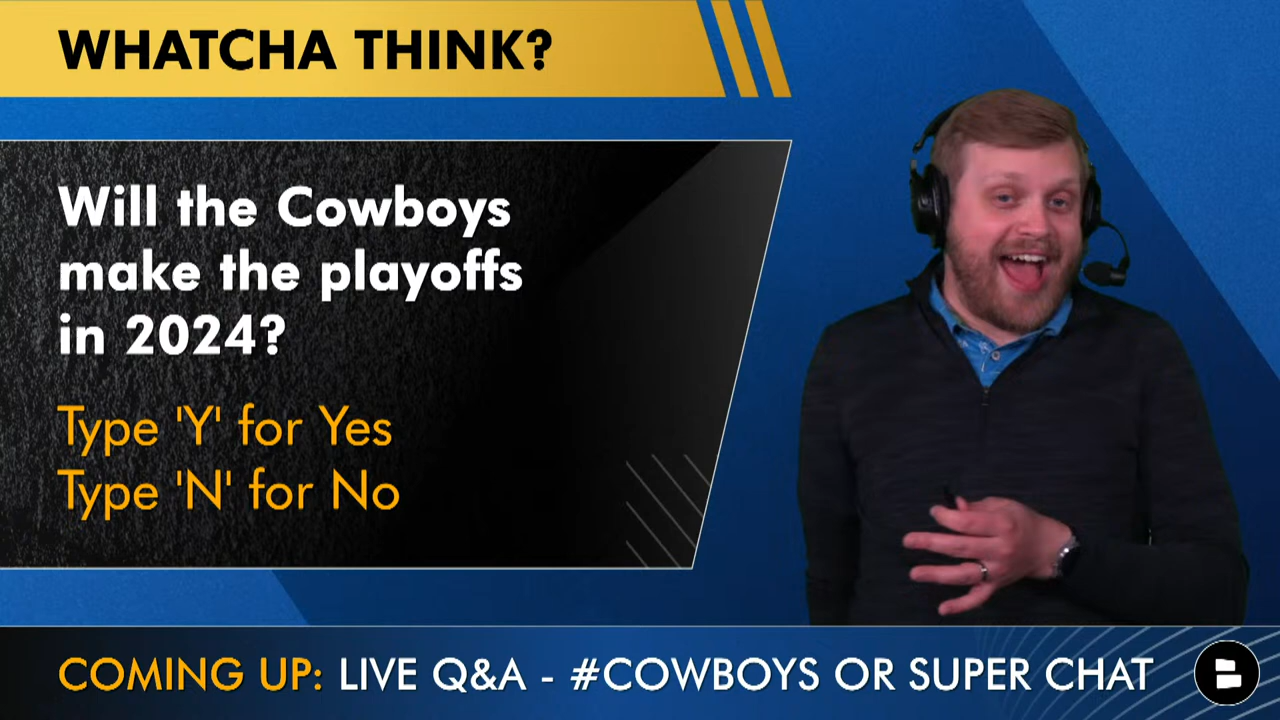 WHATCHA THINK?
Will the Cowboys
make the playoffs
in 2024?
Type 'Y' for Yes
Type 'N' for No
COMING UP: LIVE Q&A - #COWBOYS OR SUPER CHAT